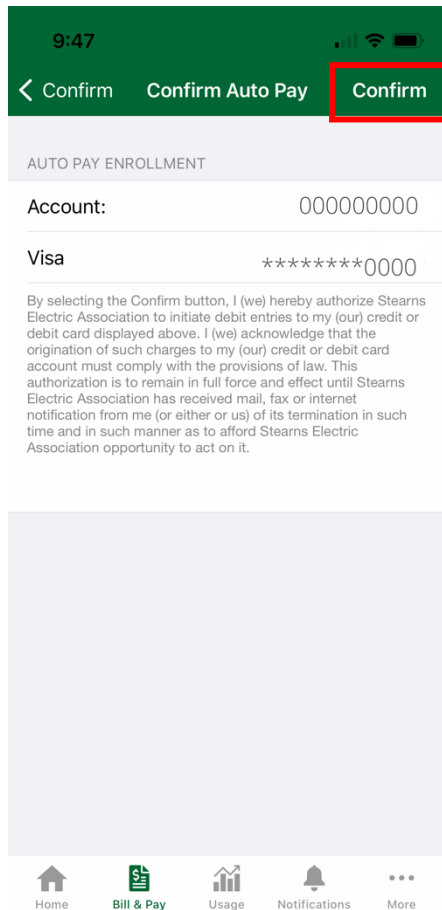 9:47
Confirm Confirm Auto Pay Confirm
AUTO PAY ENROLLMENT
Account: 000000000
Visa ********0000
By selecting the Confirm button, I (we) hereby authorize Stearns
Electric Association to initiate debit entries to my (our) credit or
debit card displayed above. I (we) acknowledge that the
origination of such charges to my (our) credit or debit card
account must comply with the provisions of law. This
authorization is to remain in full force and effect until Stearns
Electric Association has received mail, fax or internet
notification from me (or either or us) of its termination in such
time and in such manner as to afford Stearns Electric
Association opportunity to act on it.
Home Bill & Pay Usage Notifications More